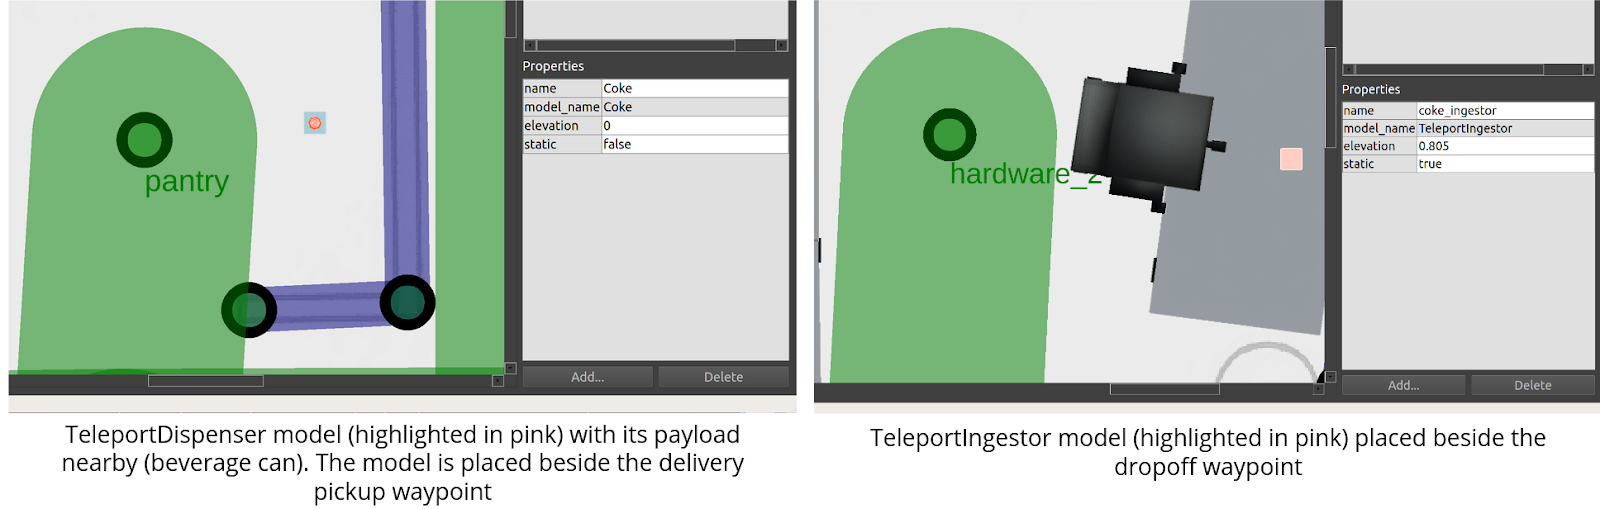 pantry
Properties
name Coke
model_name Coke
elevation 0
static false
Add... Delete
TeleportDispenser model (highlighted in pink) with its payload
nearby (beverage can). The model is placed beside the delivery
pickup waypoint
hardware_2
Properties
name coke_ingestor
model_name TeleportIngestor
elevation 0.805
static true
Add... Delete
TeleportIngestor model (highlighted in pink) placed beside the
dropoff waypoint